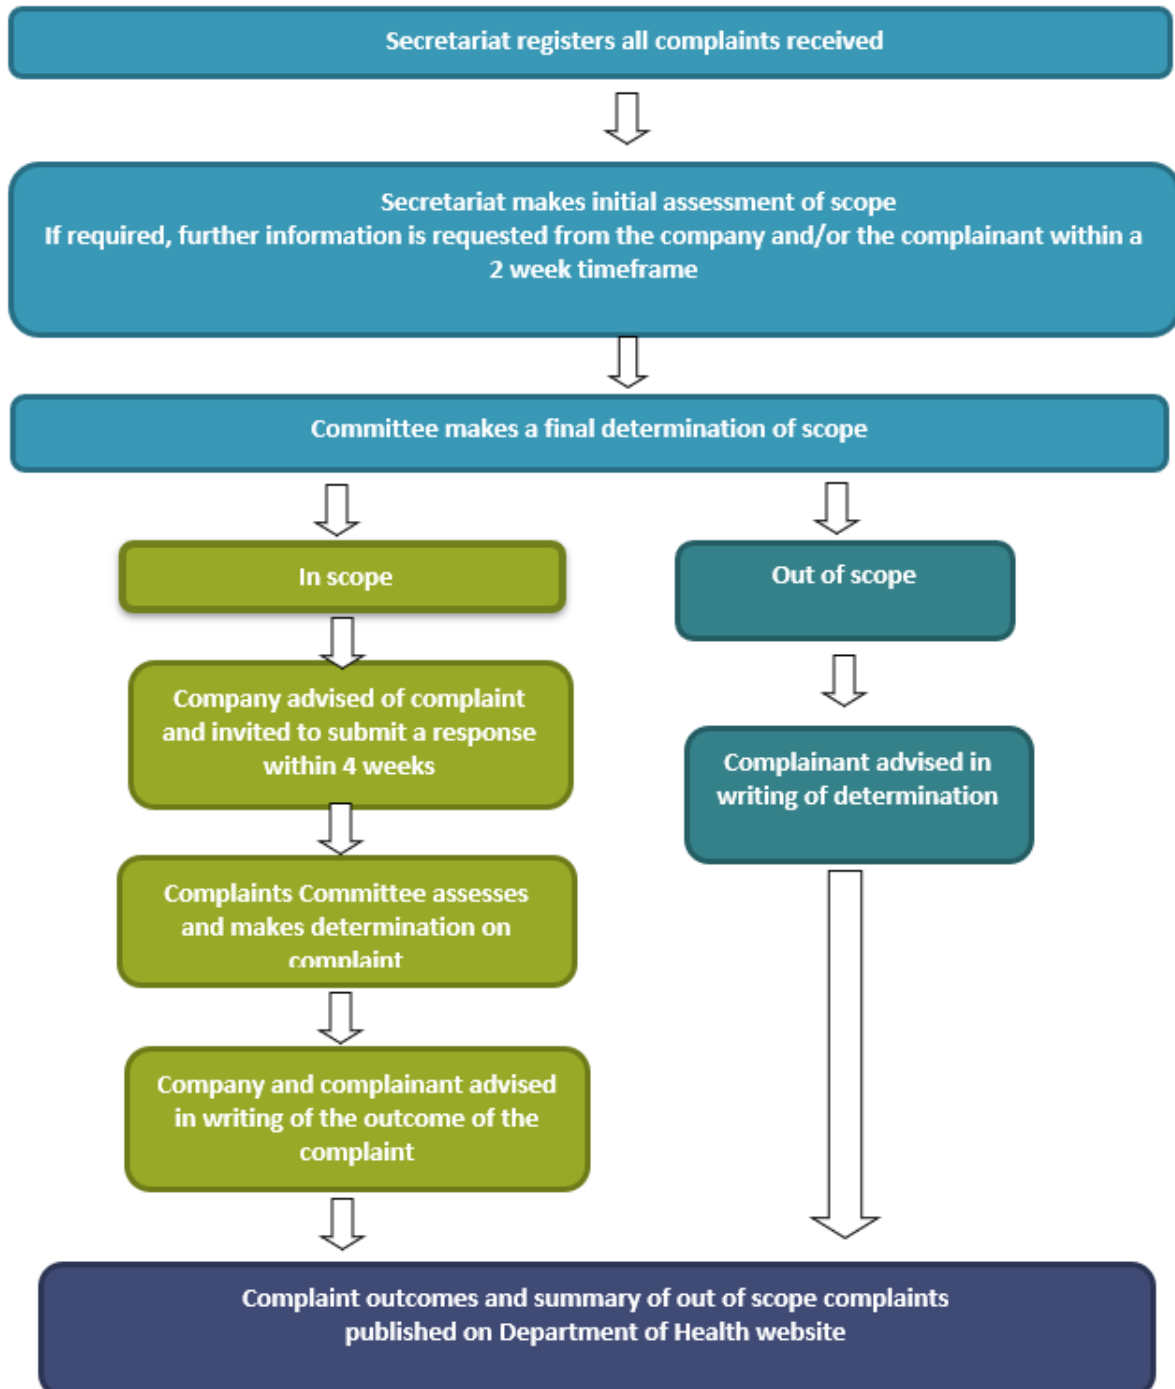 Secretariat registers all complaints received
Secretariat makes initial assessment of scope
If required, further information is requested from the company and/or the complainant within a
2 week timeframe
Committee makes a final determination of scope
In scope
Company advised of complaint
and invited to submit a response
within 4 weeks
Complaints Committee assesses
and makes determination on
complaint
Company and complainant advised
in writing of the outcome of the
complaint
Out of scope
Complainant advised in
writing of determination
Complaint outcomes and summary of out of scope complaints
published on Department of Health website